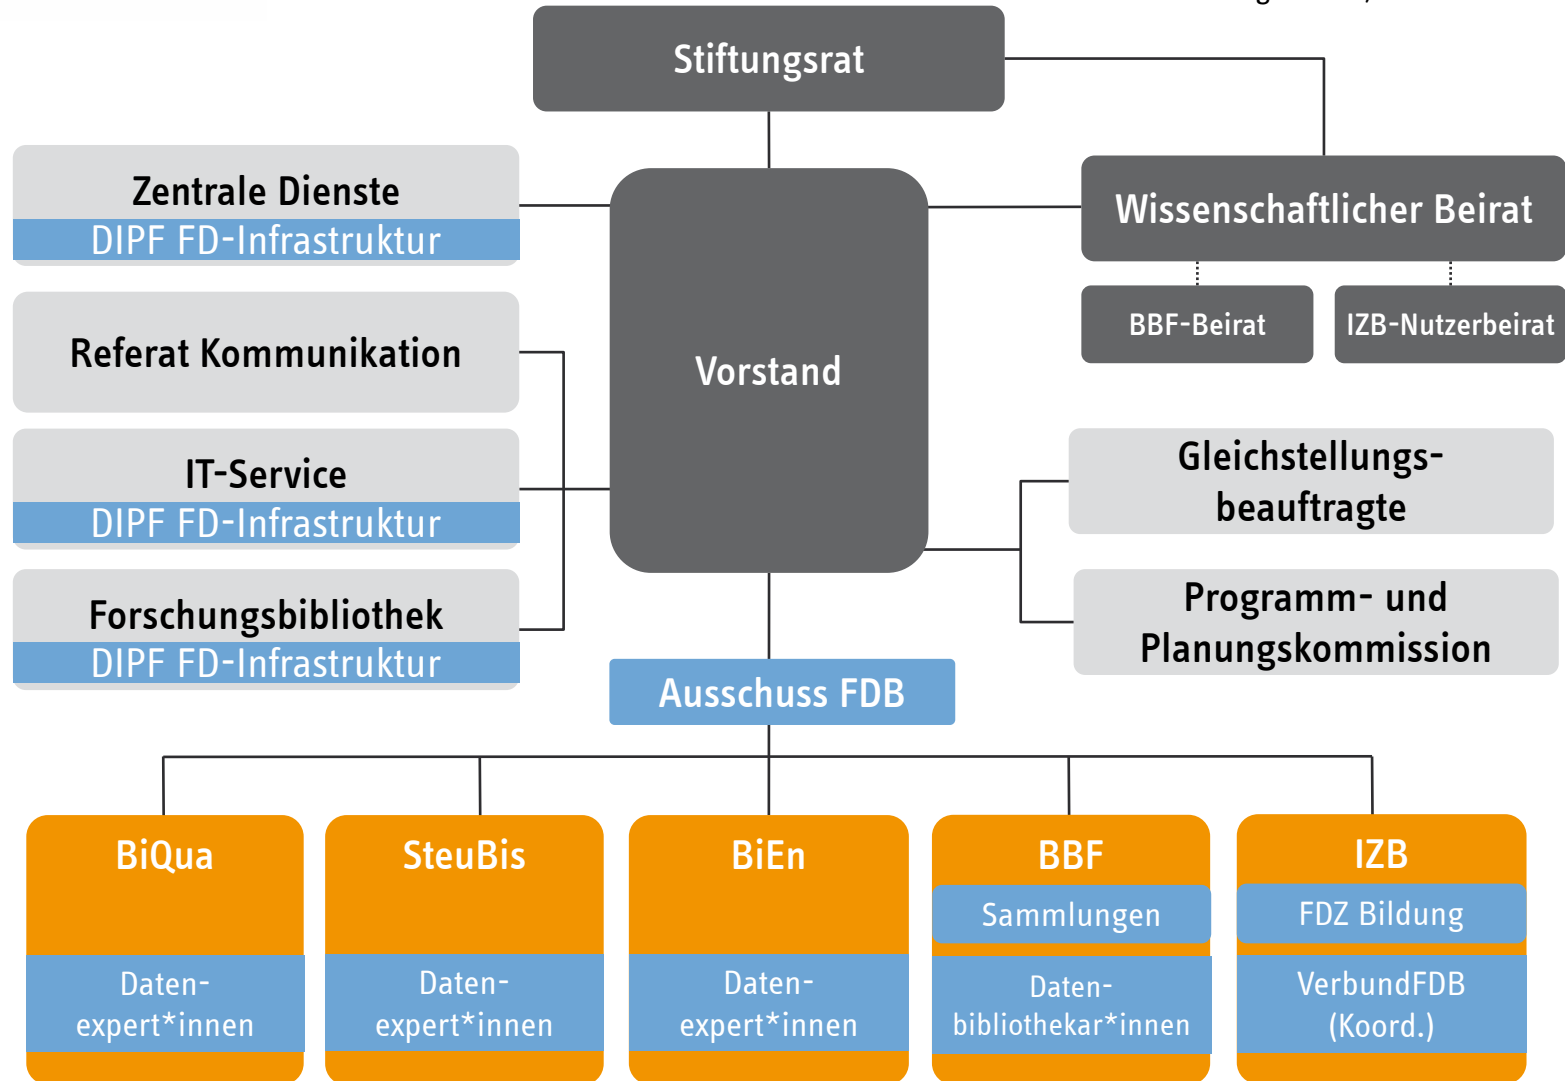 Stiftungsrat
Zentrale Dienste
DIPF FD-Infrastruktur
Wissenschaftlicher Beirat
BBF-Beirat
IZB-Nutzerbeirat
Referat Kommunikation
Vorstand
IT-Service
DIPF FD-Infrastruktur
Gleichstellungs-
beauftragte
Forschungsbibliothek
DIPF FD-Infrastruktur
Programm- und
Planungskommission
Ausschuss FDB
BiQua
Daten-
expert*innen
SteuBis
Daten-
expert*innen
BiEn
Daten-
expert*innen
BBF
Sammlungen
Daten-
bibliothekar*innen
IZB
FDZ Bildung
VerbundFDB
(Koord.)